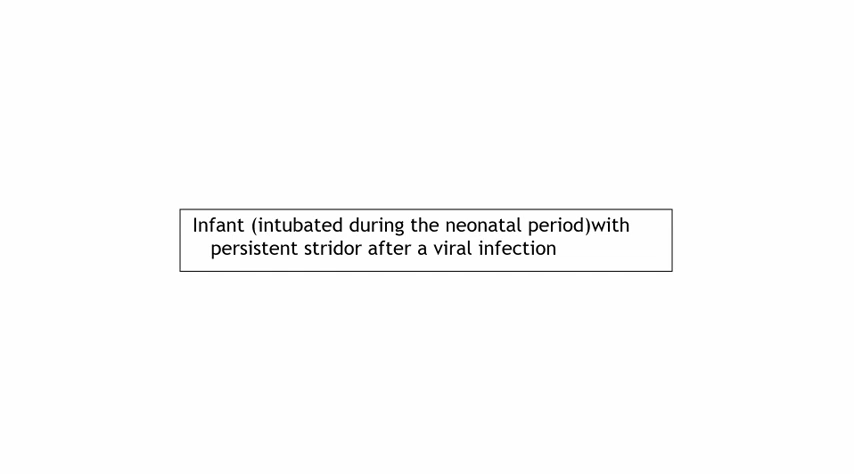 Infant (intubated during the neonatal period)with
persistent stridor after a viral infection